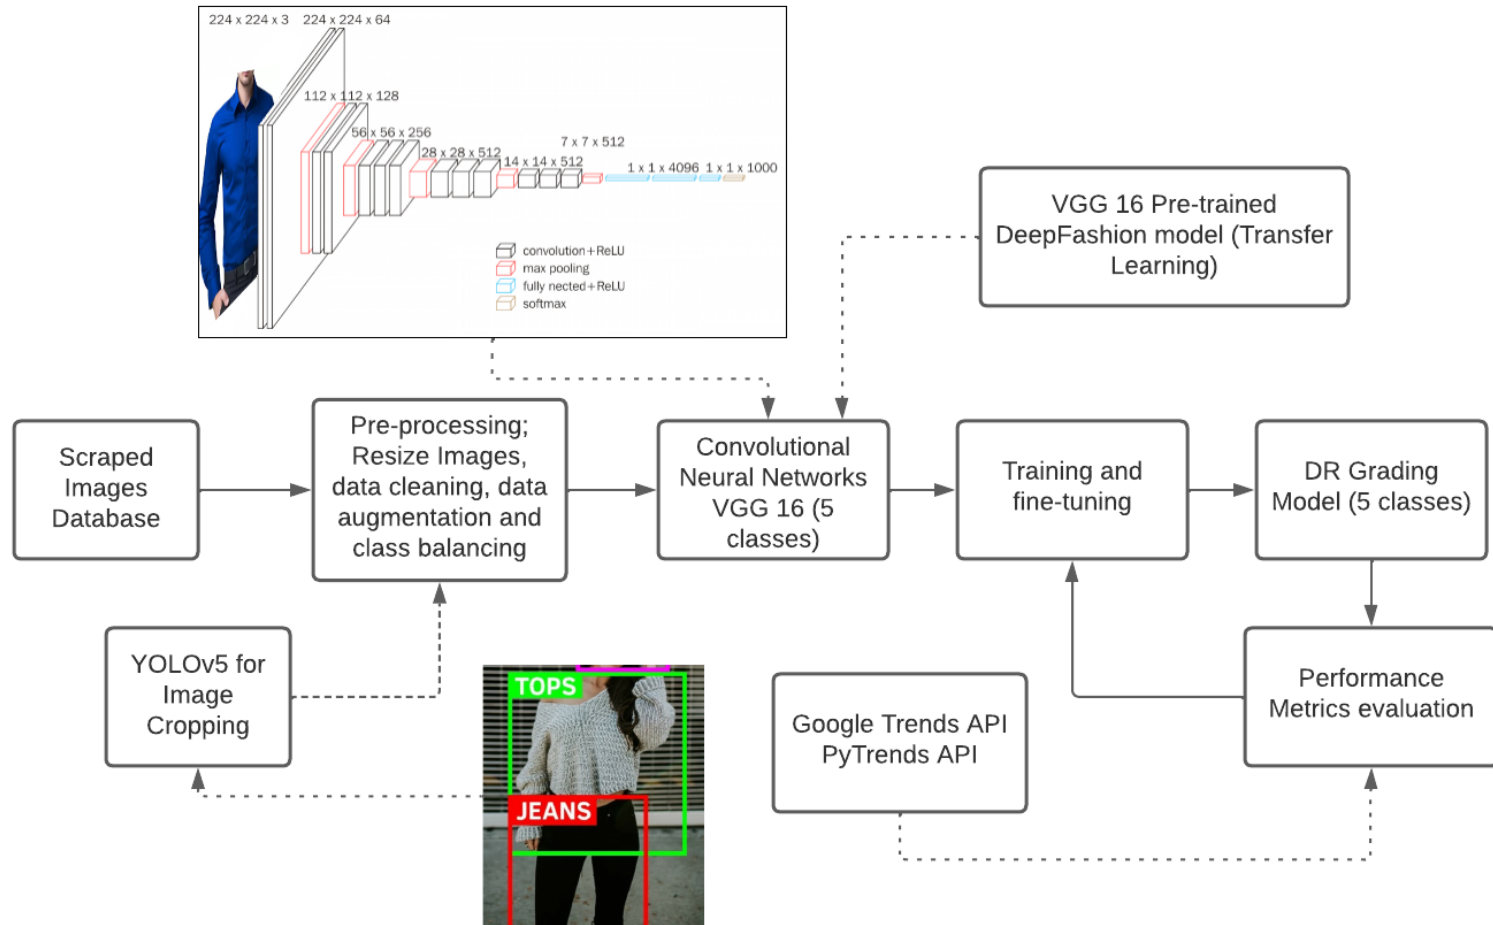 224 x 224 x 3
224 x 224 x 64
112 x 112 x 128
56 x 56 x 256
28 x 28 x 512
14 x 14 x 512
7 x 7 x 512
1 x 1 x 4096
1 x 1 x 1000
convolution+ReLU
max pooling
fully nected+ReLU
softmax
VGG 16 Pre-trained
DeepFashion model (Transfer
Learning)
Scraped
Images
Database
Pre-processing;
Resize Images,
data cleaning, data
augmentation and
class balancing
Convolutional
Neural Networks
VGG 16 (5
classes)
Training and
fine-tuning
DR Grading
Model (5 classes)
YOLOv5 for
Image
Cropping
TOPS
JEANS
Google Trends API
PyTrends API
Performance
Metrics evaluation